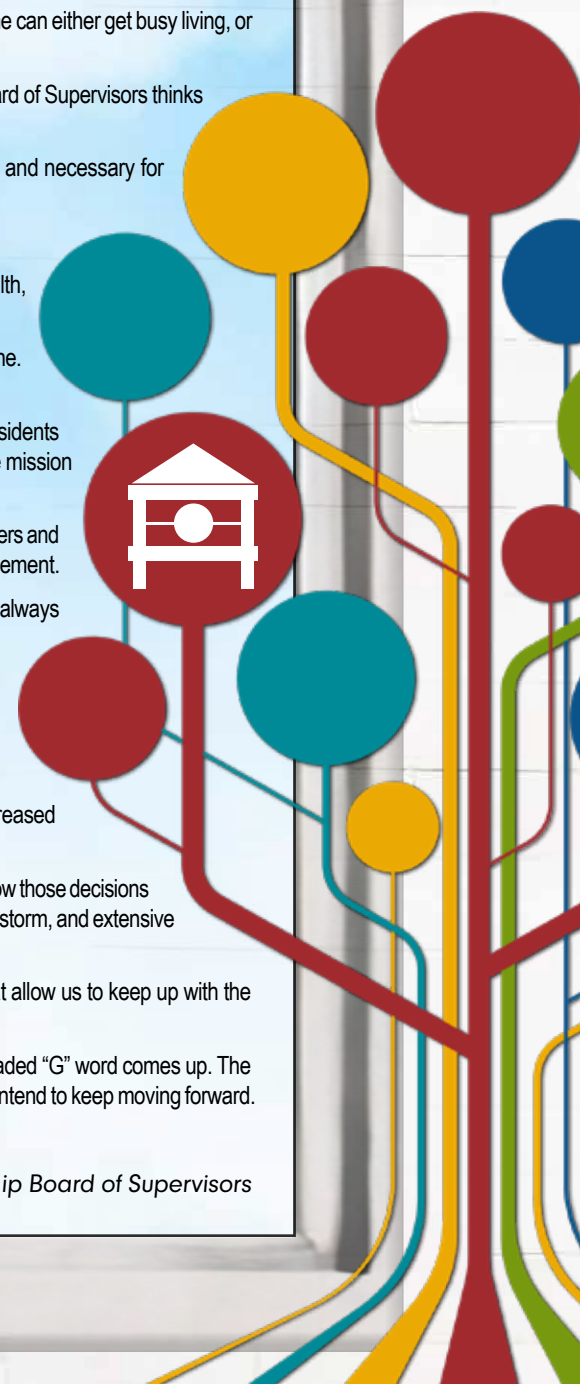 e can either get busy living, or
rd of Supervisors thinks
and necessary for
lth,
ne.
sidents
mission
ers and
ement.
always
reased
ow those decisions
storm, and extensive
t allow us to keep up with the
aded “G” word comes up. The
ntend to keep moving forward.
ip Board of Supervisors